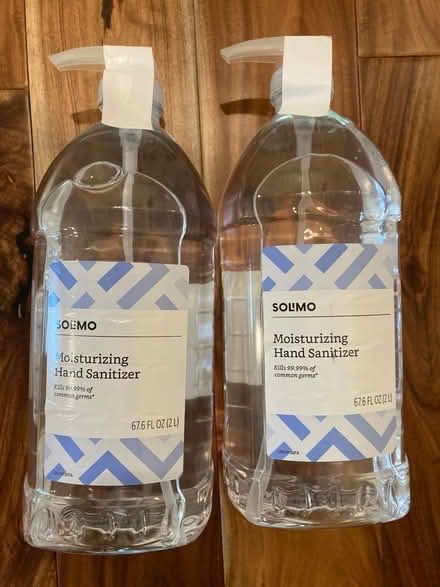 SOLIMO
Moisturizing
Hand Sanitizer
Kills 99.99% of
common germs*
67.6 FL OZ (2 L)
SOLIMO
Moisturizing
Hand Sanitizer
Kills 99.99% of
common germs*
67.6 FL OZ (2 L)